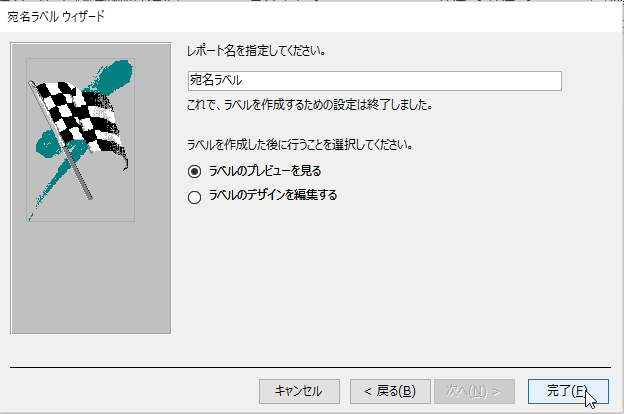 宛名ラベル ウィザード
レポート名を指定してください。
宛名ラベル
これで、ラベルを作成するための設定は終了しました。
ラベルを作成した後に行うことを選択してください。
ラベルのプレビューを見る
ラベルのデザインを編集する
キャンセル
< 戻る(B)
次へ(N) >
完了(F)